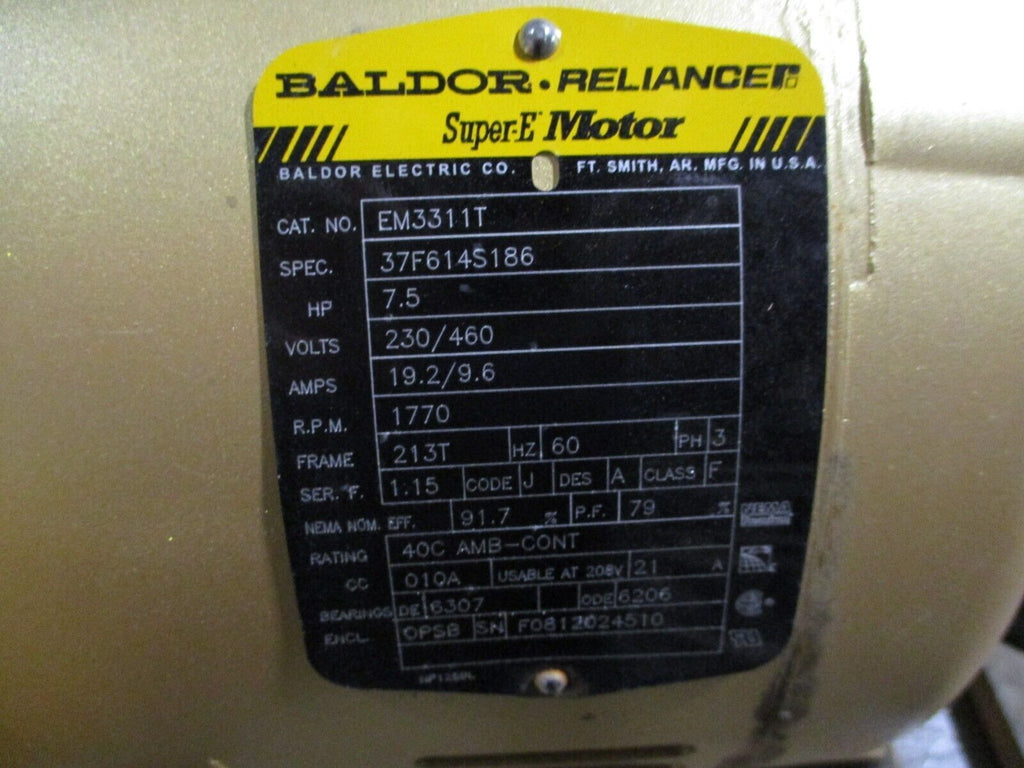 BALDOR • RELIANCE
Super-E Motor
BALDOR ELECTRIC CO. FT. SMITH, AR. MFG. IN U.S.A.
CAT. NO. EM3311T
SPEC. 37F614S186
HP 7.5
VOLTS 230/460
AMPS 19.2/9.6
R.P.M. 1770
FRAME 213T HZ 60 PH 3
SER. F. 1.15 CODE J DES A CLASS F
NEMA NOM. EFF. 91.7 % P.F. 79 %
RATING 40C AMB-CONT
CC 010A USABLE AT 208V 21 A
BEARINGS DE 6307 ODE 6206
ENCL. OPSB SN F0812024510
NEMA